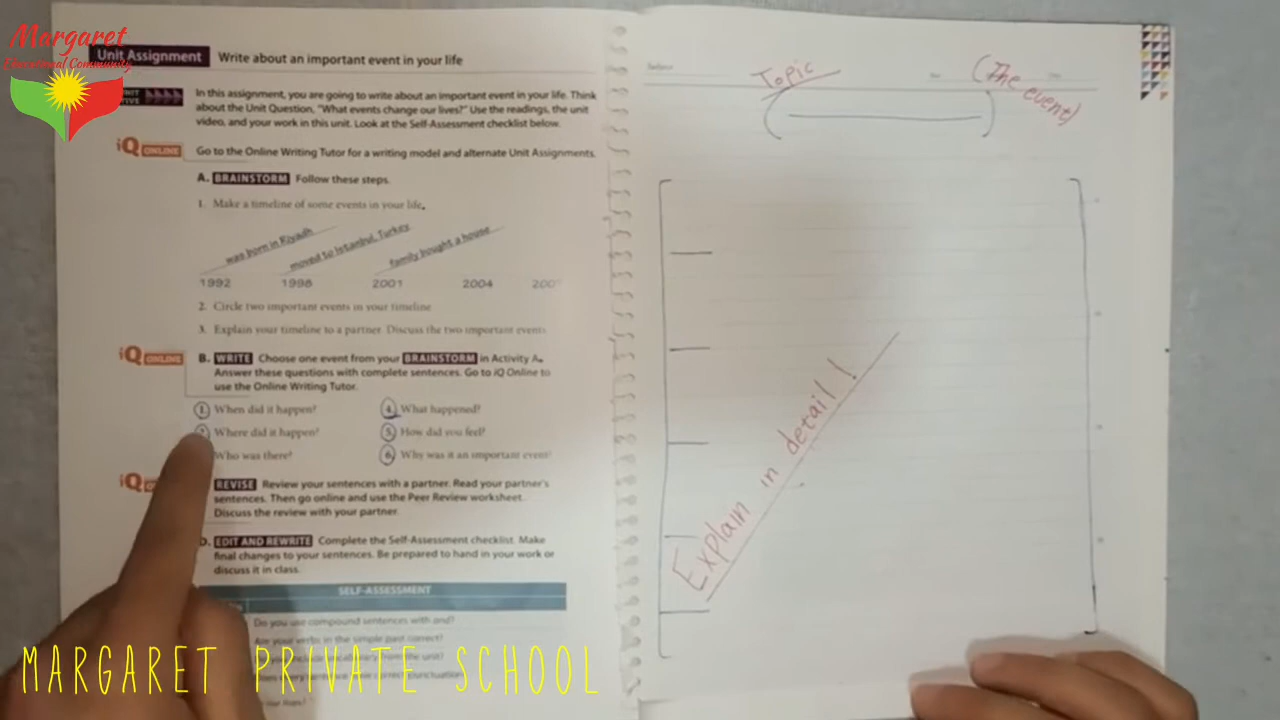 Margaret
Educational Community
Unit Assignment Write about an important event in your life
UNIT
FIVE
In this assignment, you are going to write about an important event in your life. Think
about the Unit Question, "What events change our lives?" Use the readings, the unit
video, and your work in this unit. Look at the Self-Assessment checklist below.
iQ ONLINE Go to the Online Writing Tutor for a writing model and alternate Unit Assignments.
A. BRAINSTORM Follow these steps.
1. Make a timeline of some events in your life.
was born in Riyadh
moved to Istanbul, Turkey
family bought a house
1992 1998 2001 2004 200
2. Circle two important events in your timeline
3. Explain your timeline to a partner. Discuss the two important events
iQ ONLINE B. WRITE Choose one event from your BRAINSTORM in Activity A.
Answer these questions with complete sentences. Go to iQ Online to
use the Online Writing Tutor.
1. When did it happen? 4. What happened?
Where did it happen? 5. How did you feel?
Who was there? 6. Why was it an important event?
iQ REVISE Review your sentences with a partner. Read your partner's
sentences. Then go online and use the Peer Review worksheet.
Discuss the review with your partner.
D. EDIT AND REWRITE Complete the Self-Assessment checklist. Make
final changes to your sentences. Be prepared to hand in your work or
discuss it in class.
SELF-ASSESSMENT
Do you use compound sentences with and?
Are your verbs in the simple past correct?
vocabulary from the unit?
correct punctuation
Topic
(The event)
Explain in detail!
MARGARET PRIVATE SCHOOL